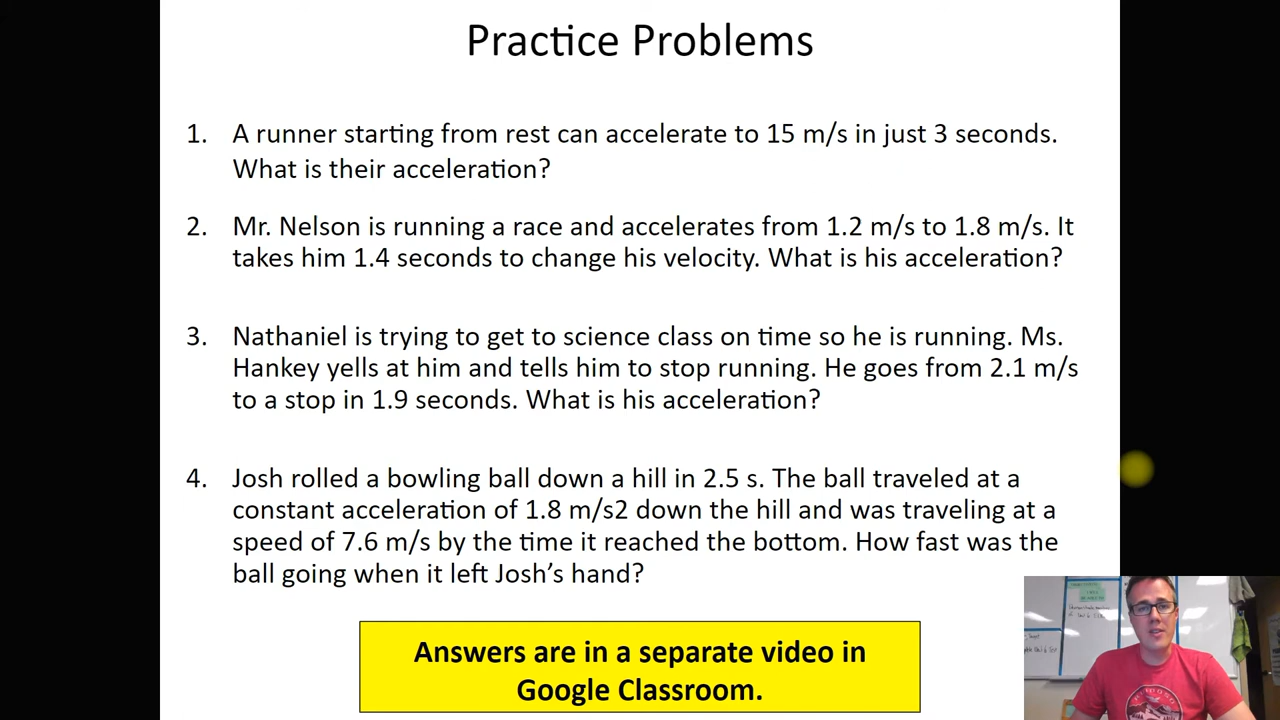 Practice Problems
1. A runner starting from rest can accelerate to 15 m/s in just 3 seconds.
What is their acceleration?
2. Mr. Nelson is running a race and accelerates from 1.2 m/s to 1.8 m/s. It
takes him 1.4 seconds to change his velocity. What is his acceleration?
3. Nathaniel is trying to get to science class on time so he is running. Ms.
Hankey yells at him and tells him to stop running. He goes from 2.1 m/s
to a stop in 1.9 seconds. What is his acceleration?
4. Josh rolled a bowling ball down a hill in 2.5 s. The ball traveled at a
constant acceleration of 1.8 m/s2 down the hill and was traveling at a
speed of 7.6 m/s by the time it reached the bottom. How fast was the
ball going when it left Josh’s hand?
Answers are in a separate video in
Google Classroom.